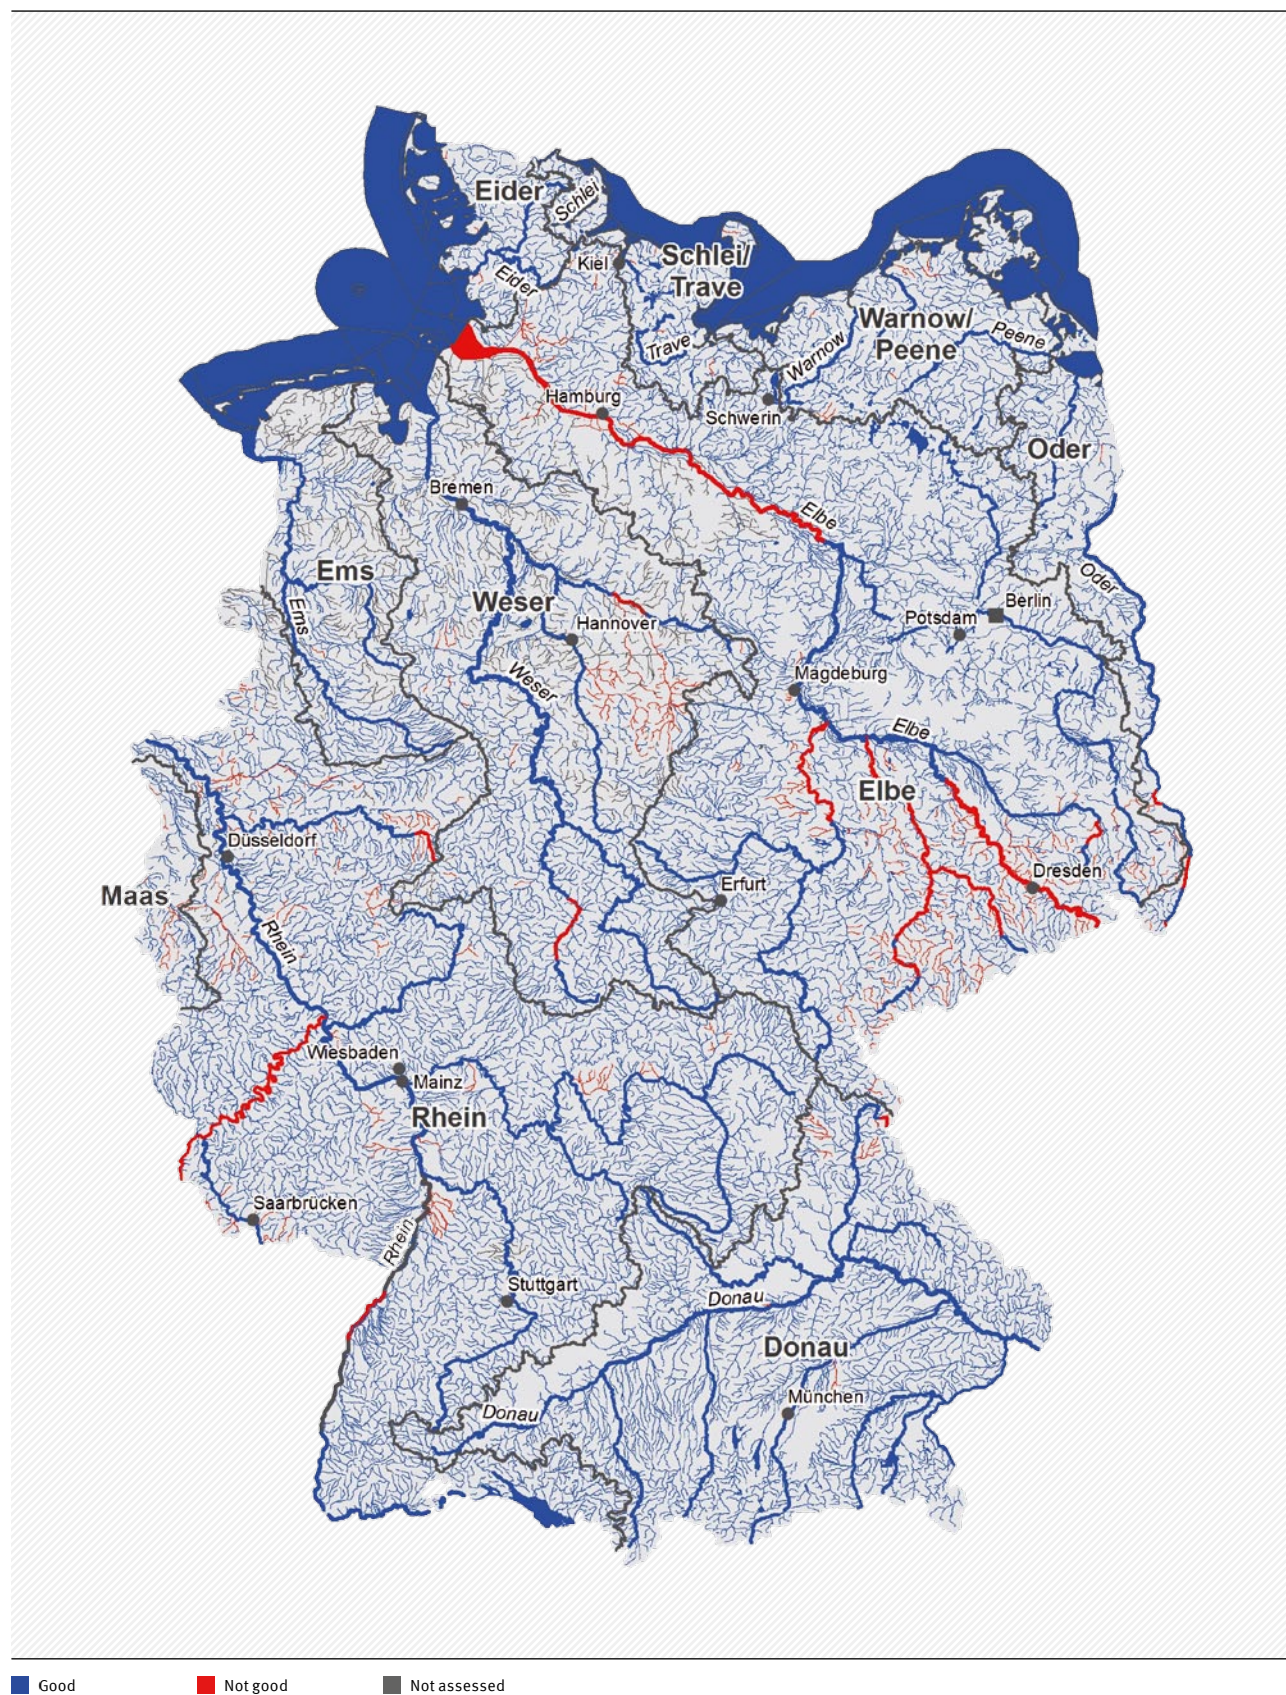 Eider
Schlei
Kiel
Schlei/
Trave
Eider
Warnow/
Peene
Peene
Trave
Warnow
Hamburg
Schwerin
Oder
Bremen
Elbe
Ems
Oder
Ems
Weser
Berlin
Potsdam
Hannover
Weser
Magdeburg
Elbe
Elbe
Düsseldorf
Dresden
Erfurt
Maas
Rhein
Wiesbaden
Mainz
Rhein
Saarbrücken
Rhein
Stuttgart
Donau
Donau
München
Donau
Good
Not good
Not assessed